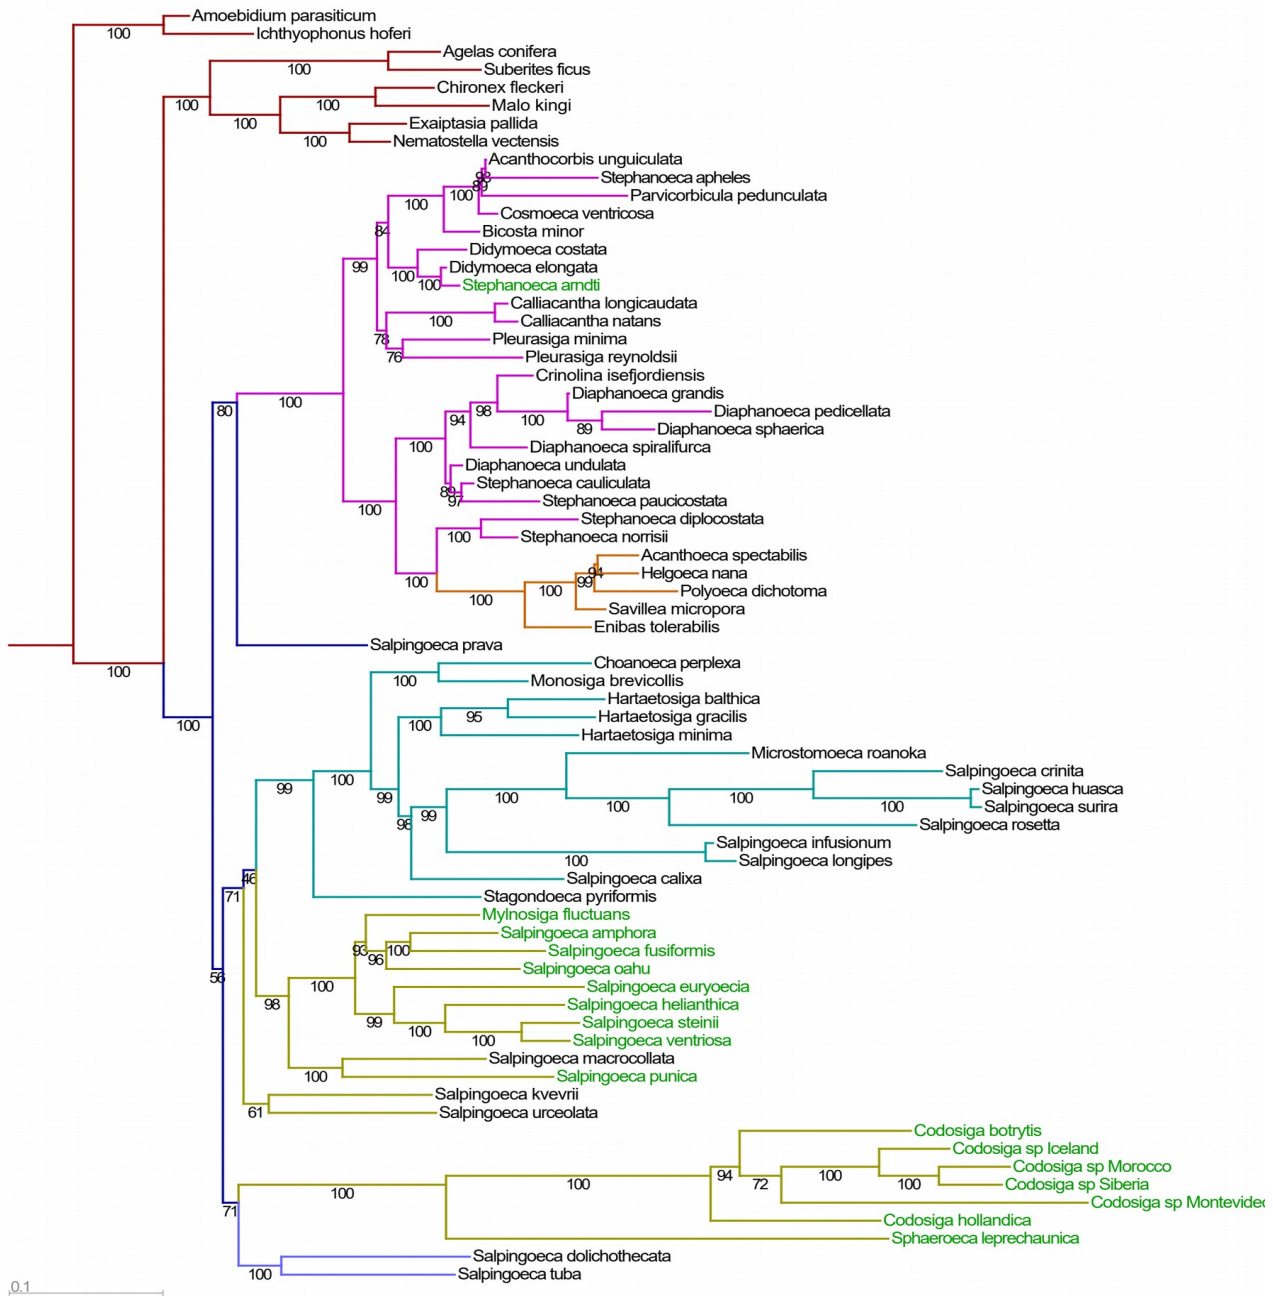 Amoebidium parasiticum
100
Ichthyophonus hoferi
Agelas conifera
100
Suberites ficus
Chironex fleckeri
100
100
Malo kingi
100
Exaiptasia pallida
100
Nematostella vectensis
Acanthocorbis unguiculata
98
Stephanoeca apheles
89
100
100
Parvicorbicula pedunculata
Cosmoeca ventricosa
84
Bicosta minor
Didymoeca costata
99
Didymoeca elongata
100
100
Stephanoeca arndti
Calliacantha longicaudata
100
Calliacantha natans
78
Pleurasiga minima
76
Pleurasiga reynoldsii
Crinolina isefjordiensis
Diaphanoeca grandis
80
100
98
Diaphanoeca pedicellata
94
100
89
Diaphanoeca sphaerica
100
Diaphanoeca spiralifurca
Diaphanoeca undulata
Stephanoeca cauliculata
89
97
Stephanoeca paucicostata
100
Stephanoeca diplocostata
100
Stephanoeca norrisii
Acanthoeca spectabilis
94
Helgoeca nana
100
99
100
Polyoeca dichotoma
100
Savillea micropora
Enibas tolerabilis
Salpingoeca prava
100
Choanoeca perplexa
100
Monosiga brevicollis
Hartaetosiga balthica
95
Hartaetosiga gracilis
100
100
Hartaetosiga minima
Microstomoeca roanoka
100
Salpingoeca crinita
99
99
100
100
Salpingoeca huasca
100
100
Salpingoeca surira
99
98
Salpingoeca rosetta
Salpingoeca infusionum
100
Salpingoeca longipes
46
Salpingoeca calixa
71
Stagondoeca pyriformis
Mylnosiga fluctuans
Salpingoeca amphora
93
100
Salpingoeca fusiformis
96
Salpingoeca oahu
56
100
Salpingoeca euryoecia
98
Salpingoeca helianthica
99
Salpingoeca steinii
100
100
Salpingoeca ventriosa
Salpingoeca macrocollata
100
Salpingoeca punica
Salpingoeca kvevrii
61
Salpingoeca urceolata
Codosiga botrytis
Codosiga sp Iceland
94
100
Codosiga sp Morocco
100
100
72
100
Codosiga sp Siberia
Codosiga sp Montevideo
71
Codosiga hollandica
Sphaeroeca leprechaunica
Salpingoeca dolichothecata
100
Salpingoeca tuba
0.1